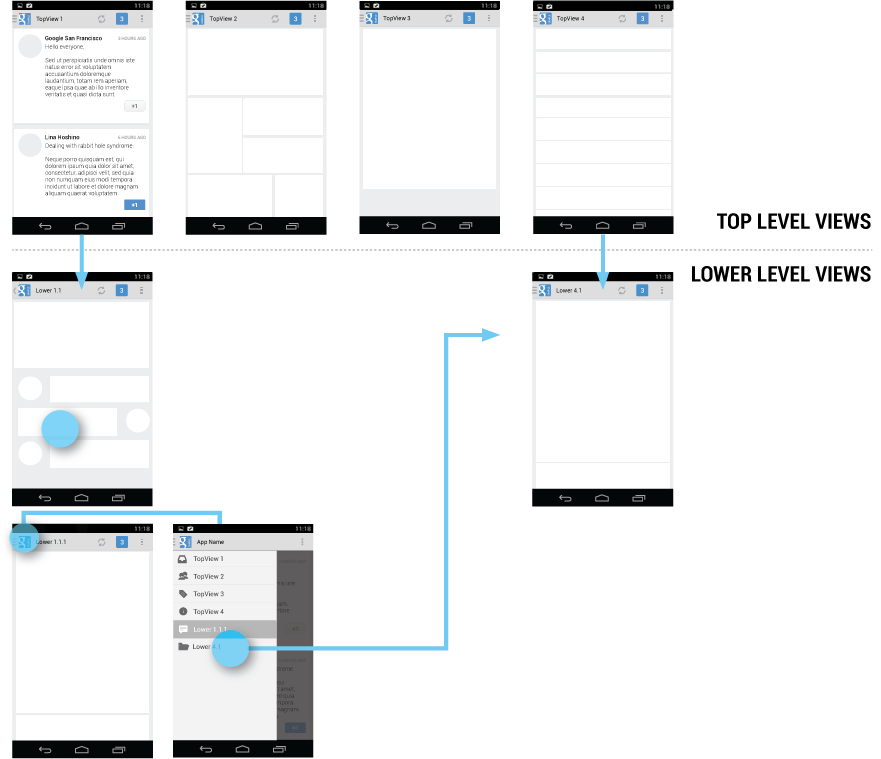 11:18
TopView 1
3
Google San Francisco
3 HOURS AGO
Hello everyone,
Sed ut perspiciatis unde omnis iste
natus error sit voluptatem
accusantium doloremque
laudantium, totam rem aperiam,
eaque ipsa quae ab illo inventore
veritatis et quasi dicta sunt.
+1
Lina Hoshino
Dealing with rabbit hole syndrome
Neque porro quisquam est, qui
dolorem ipsum quia dolor sit amet,
consectetur, adipisci velit, sed quia
non numquam eius modi tempora
incidunt ut labore et dolore magnam
aliquam quaerat voluptatem.
+1
11:18
TopView 2
3
11:18
TopView 3
3
11:18
TopView 4
3
TOP LEVEL VIEWS
LOWER LEVEL VIEWS
11:18
Lower 1.1
3
11:18
Lower 4.1
3
11:18
Lower 1.1.1
3
11:18
App Name
TopView 1
TopView 2
TopView 3
TopView 4
Lower 1.1.1
Lower 4.1